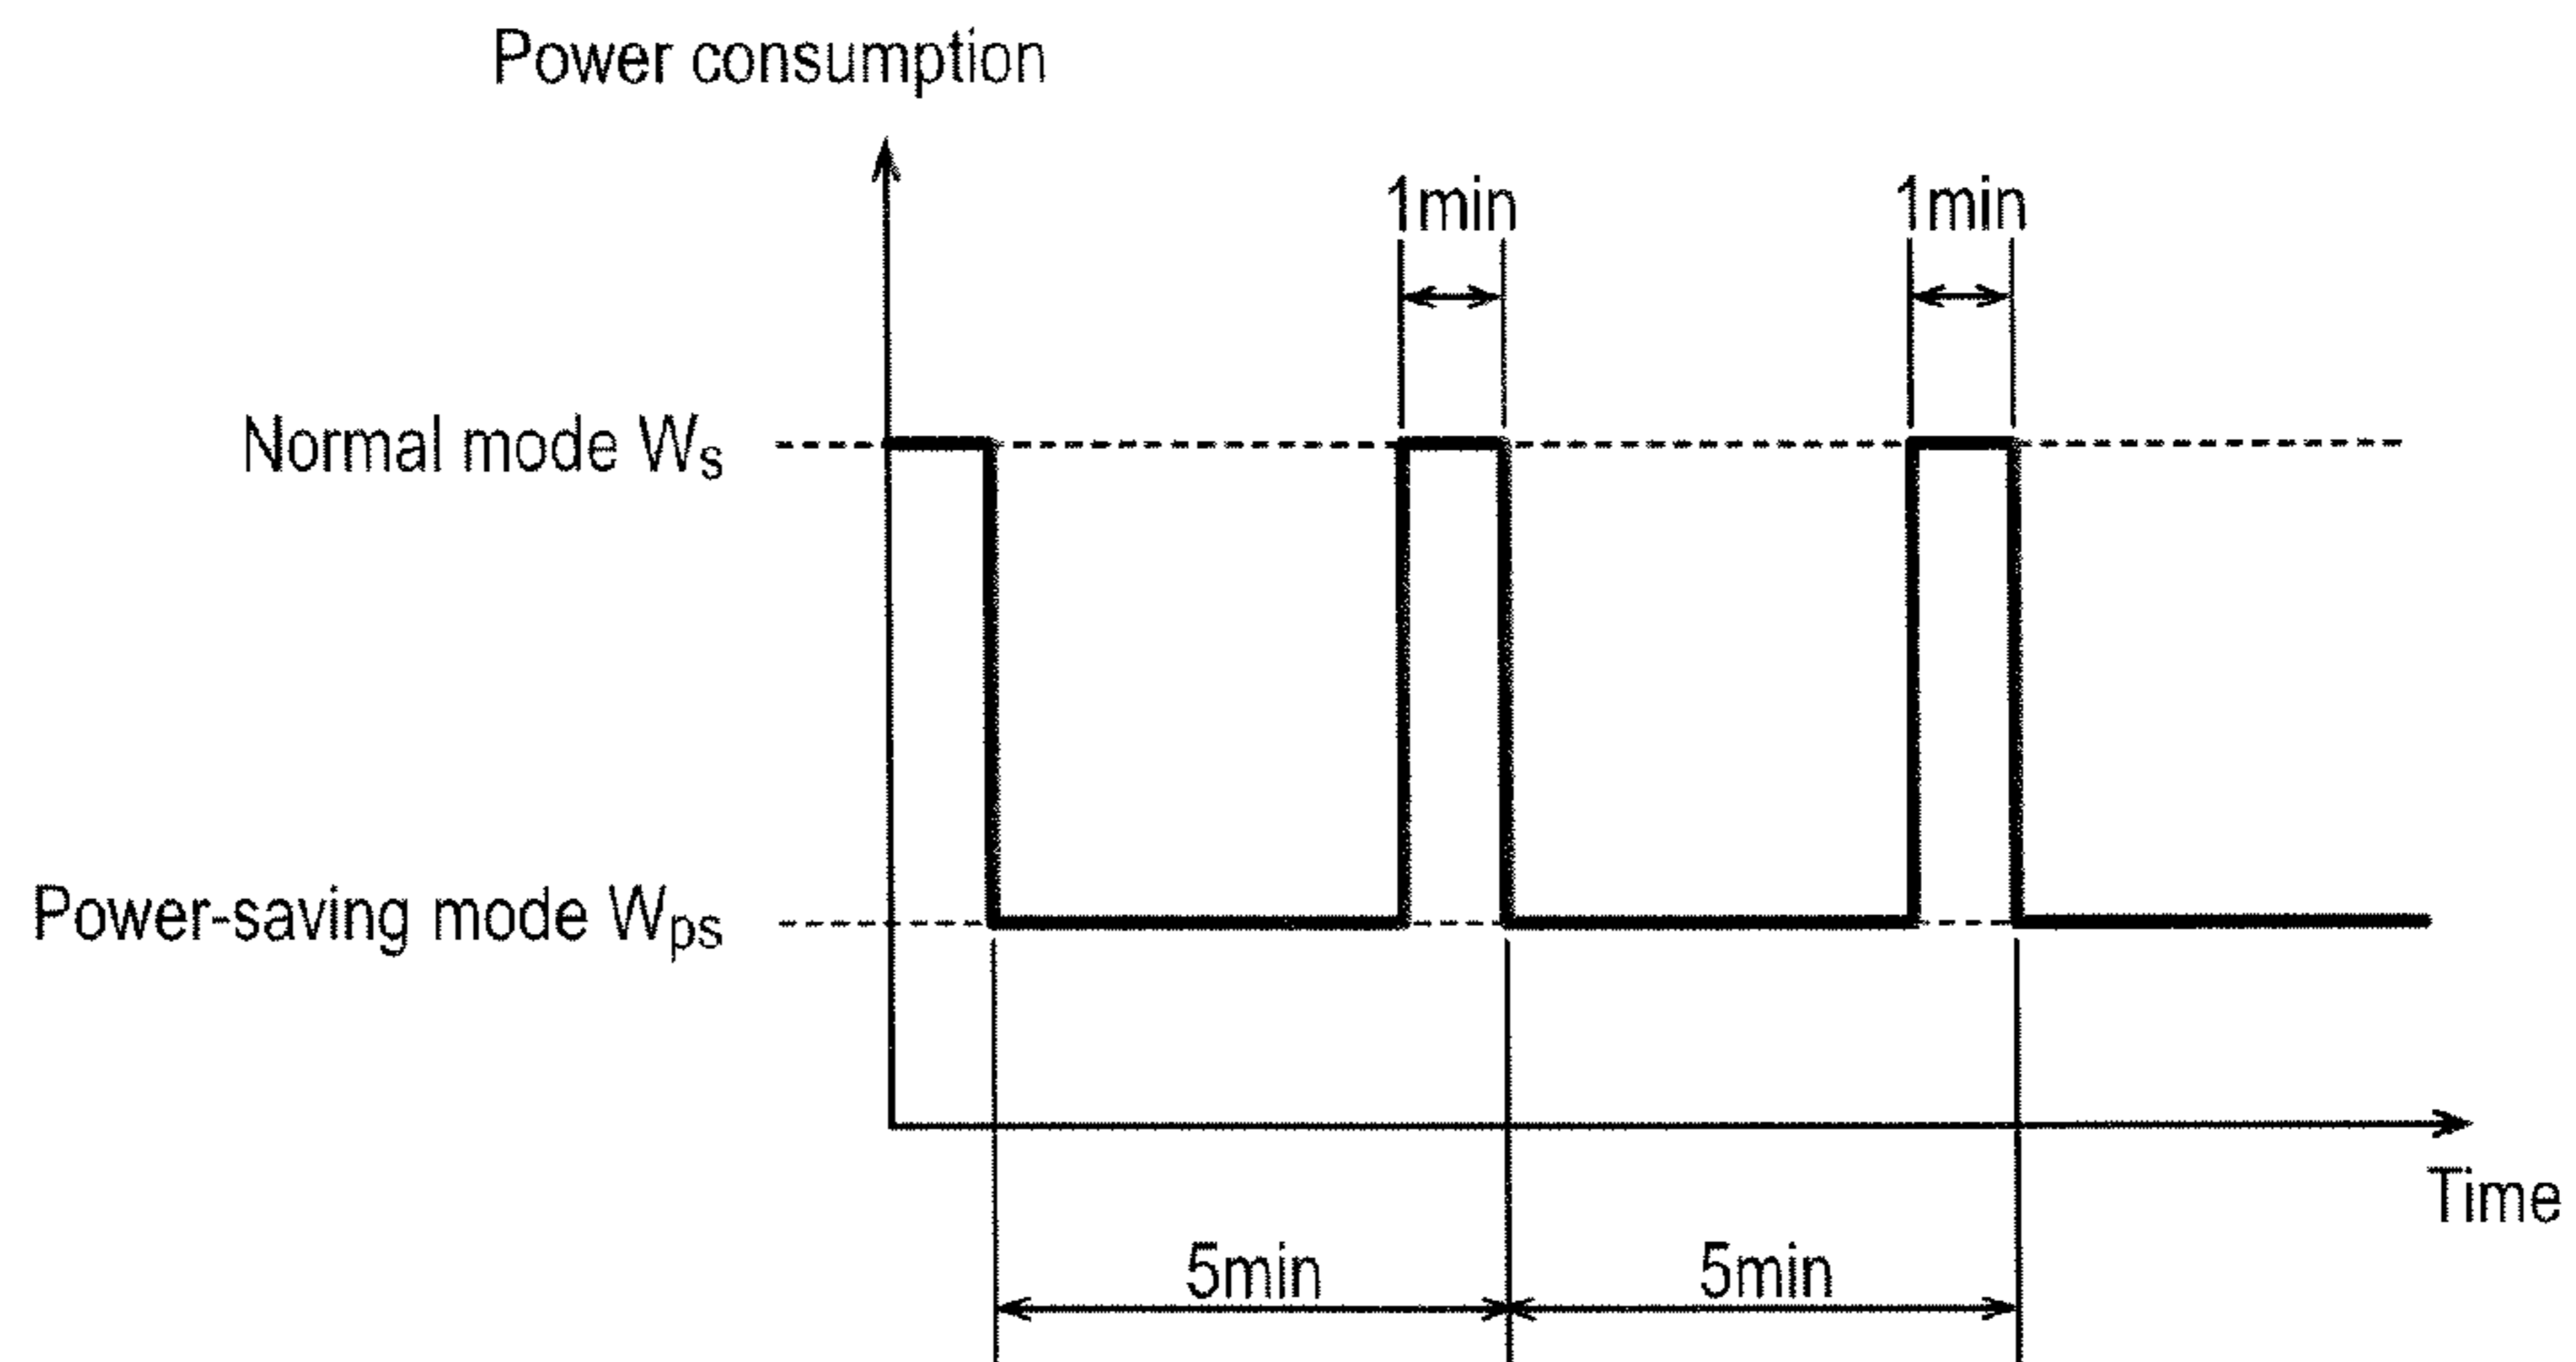 Power consumption
1min 1min
Normal mode Ws
Power-saving mode Wps
Time
5min 5min